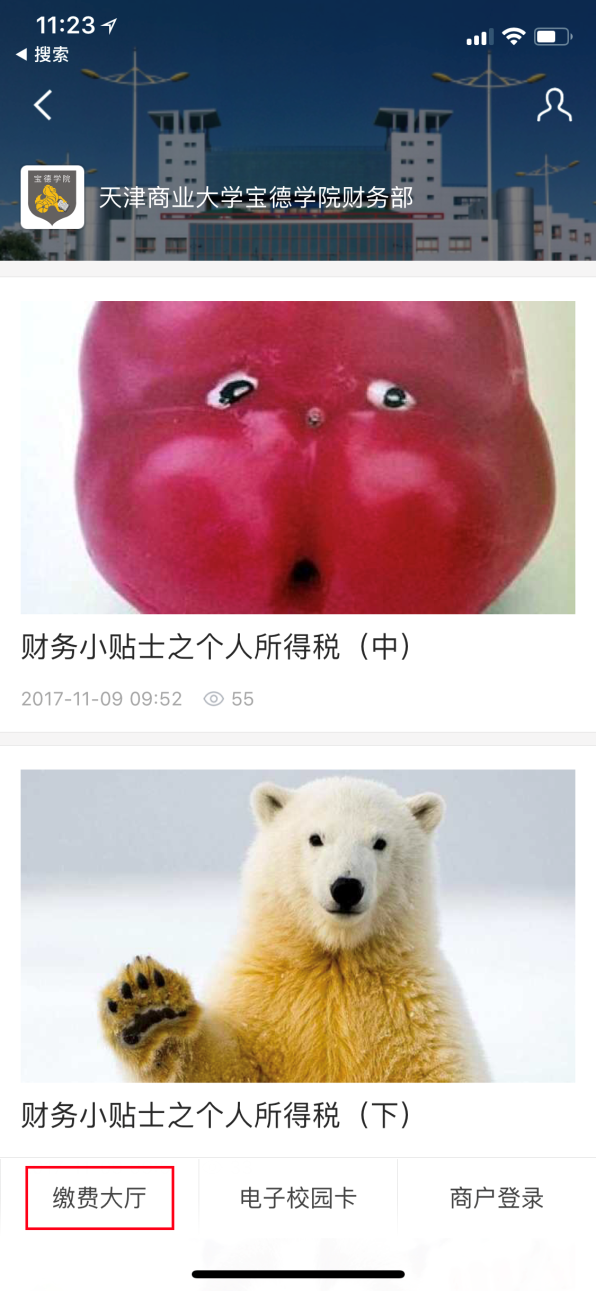 11:23
搜索
宝德学院
天津商业大学宝德学院财务部
财务小贴士之个人所得税（中）
2017-11-09 09:52 55
财务小贴士之个人所得税（下）
缴费大厅 电子校园卡 商户登录